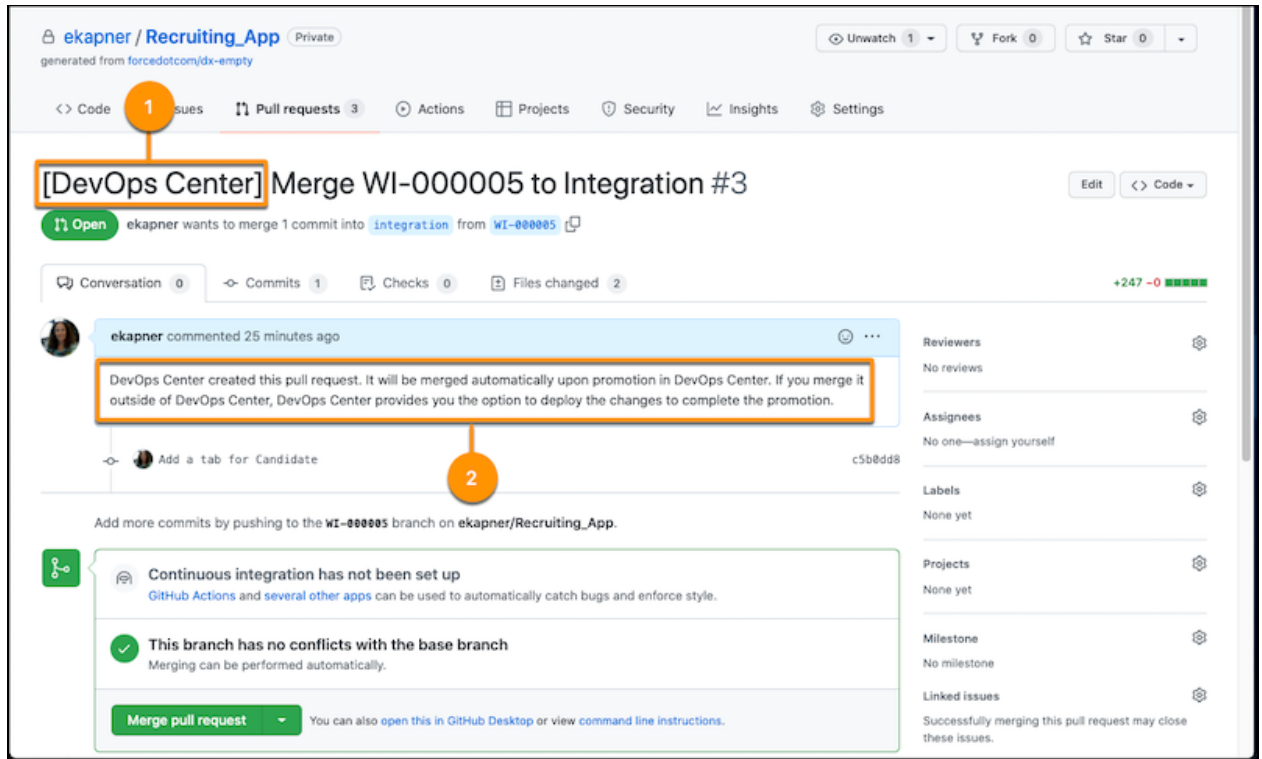 ekapner / Recruiting_App Private
Unwatch 1
Fork 0
Star 0
generated from forcedotcom/dx-empty
<> Code
1
sues
Pull requests 3
Actions
Projects
Security
Insights
Settings
[DevOps Center] Merge WI-000005 to Integration #3
Edit
<> Code
Open
ekapner wants to merge 1 commit into integration from WI-000005
Conversation 0
Commits 1
Checks 0
Files changed 2
+247 −0
ekapner commented 25 minutes ago
DevOps Center created this pull request. It will be merged automatically upon promotion in DevOps Center. If you merge it
outside of DevOps Center, DevOps Center provides you the option to deploy the changes to complete the promotion.
Add a tab for Candidate
c5b0dd8
2
Add more commits by pushing to the WI-000005 branch on ekapner/Recruiting_App.
Continuous integration has not been set up
GitHub Actions and several other apps can be used to automatically catch bugs and enforce style.
This branch has no conflicts with the base branch
Merging can be performed automatically.
Merge pull request
You can also open this in GitHub Desktop or view command line instructions.
Reviewers
No reviews
Assignees
No one—assign yourself
Labels
None yet
Projects
None yet
Milestone
No milestone
Linked issues
Successfully merging this pull request may close
these issues.